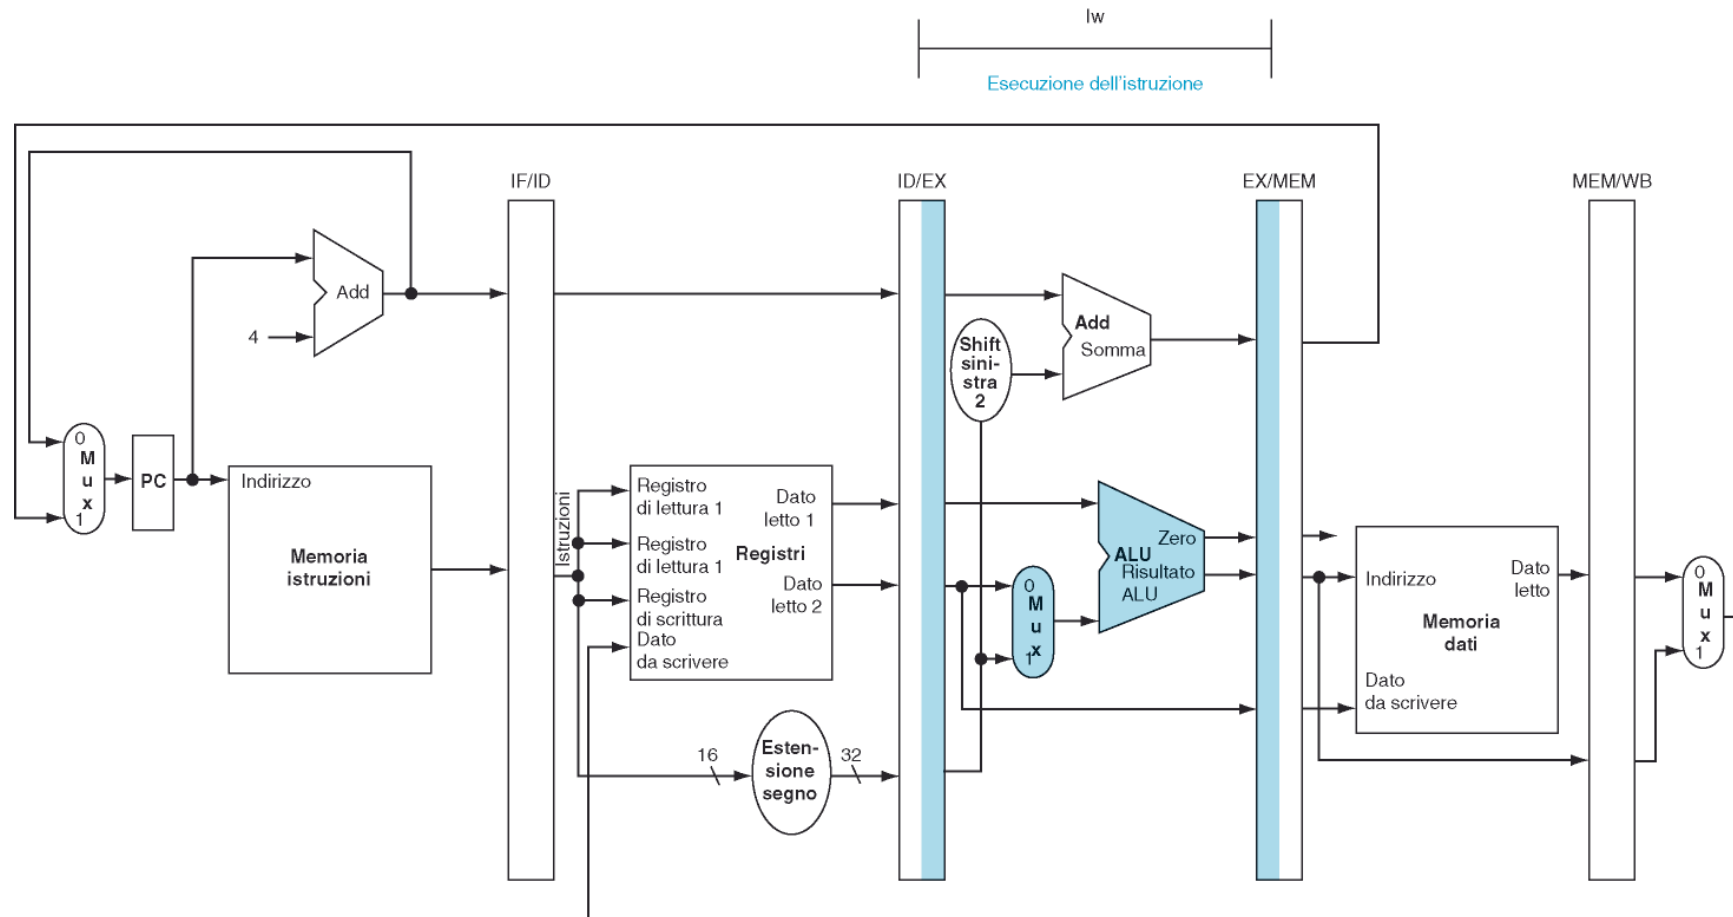 lw
Esecuzione dell'istruzione
IF/ID
ID/EX
EX/MEM
MEM/WB
Add
4
Add
Somma
Shift
sini-
stra
2
0
M
u
x
1
PC
Indirizzo
Memoria
istruzioni
Istruzioni
Registro
di lettura 1
Registro
di lettura 1
Registro
di scrittura
Dato
da scrivere
Dato
letto 1
Registri
Dato
letto 2
16
Esten-
sione
segno
32
0
M
u
x
1
Zero
ALU
Risultato
ALU
Indirizzo
Dato
letto
Memoria
dati
Dato
da scrivere
0
M
u
x
1